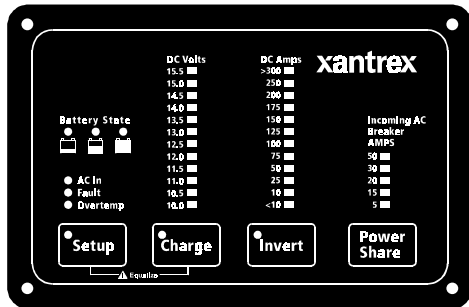 xantrex
DC Volts
15.5
15.0
14.5
14.0
13.5
13.0
12.5
12.0
11.5
11.0
10.5
10.0
DC Amps
>300
250
200
175
150
125
100
75
50
25
10
<10
Incoming AC
Breaker
AMPS
50
30
20
15
5
Battery State
AC In
Fault
Overtemp
Setup
Charge
Invert
Power
Share
Equalize